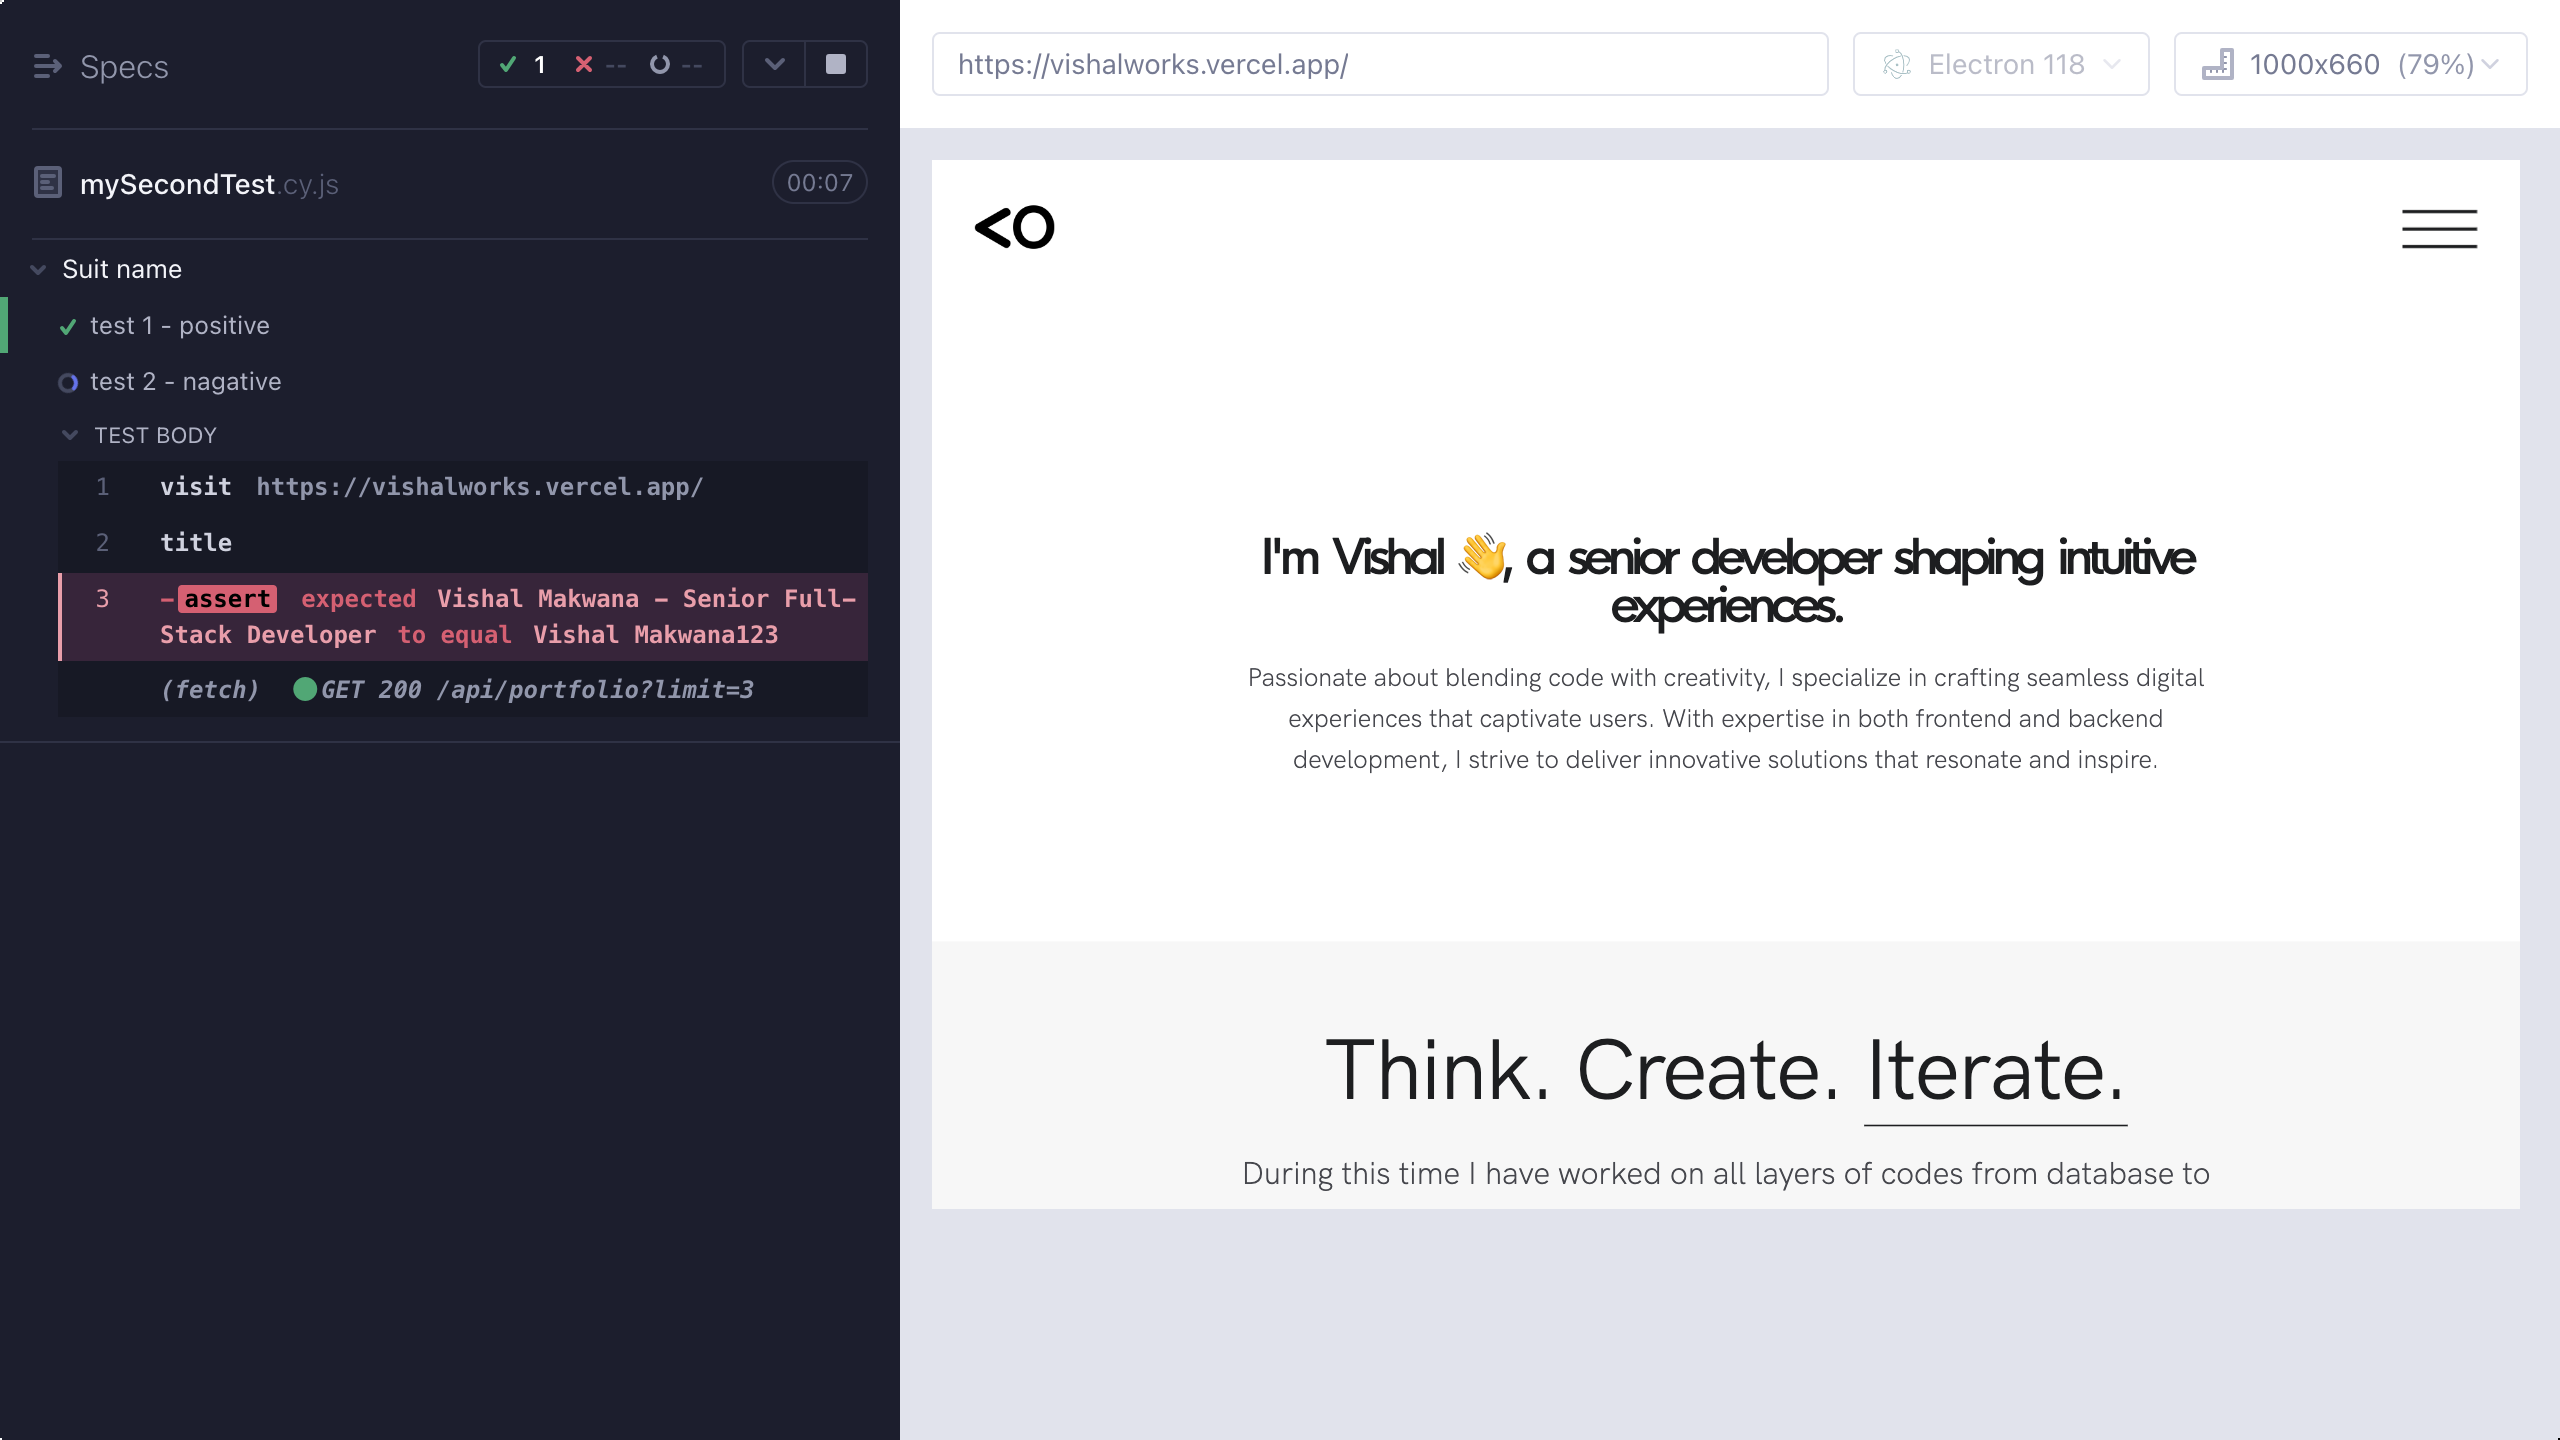 Specs
1 -- --
mySecondTest.cy.js
00:07
Suit name
test 1 - positive
test 2 - nagative
TEST BODY
1 visit https://vishalworks.vercel.app/
2 title
3 -assert expected Vishal Makwana - Senior Full-
Stack Developer to equal Vishal Makwana123
(fetch) GET 200 /api/portfolio?limit=3
https://vishalworks.vercel.app/
Electron 118
1000x660 (79%)
<O
I'm Vishal 👋, a senior developer shaping intuitive
experiences.
Passionate about blending code with creativity, I specialize in crafting seamless digital
experiences that captivate users. With expertise in both frontend and backend
development, I strive to deliver innovative solutions that resonate and inspire.
Think. Create. Iterate.
During this time I have worked on all layers of codes from database to